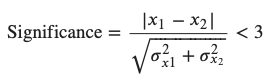 Significance = |x1 − x2| / √(σ²x1 + σ²x2) < 3